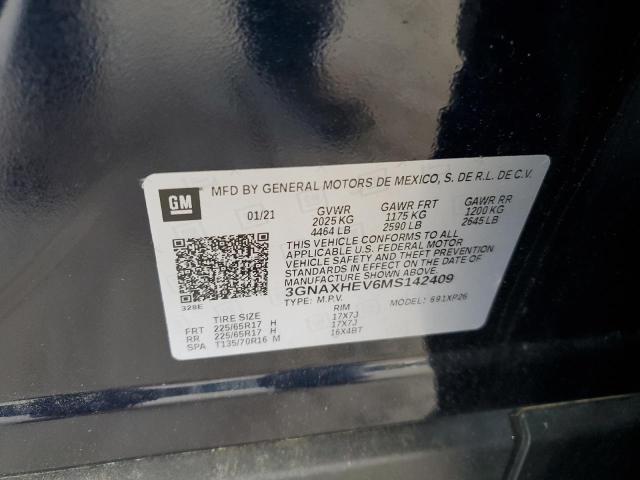 GM
MFD BY GENERAL MOTORS DE MEXICO, S. DE R.L. DE C.V.
01/21 GVWR GAWR FRT GAWR RR
2025 KG 1175 KG 1200 KG
4464 LB 2590 LB 2645 LB
THIS VEHICLE CONFORMS TO ALL
APPLICABLE U.S. FEDERAL MOTOR
VEHICLE SAFETY AND THEFT PREVENTION
STANDARDS IN EFFECT ON THE DATE OF
MANUFACTURE SHOWN ABOVE.
3GNAXHEV6MS142409
328E TYPE: M.P.V. MODEL: 691XP26
TIRE SIZE RIM
FRT 225/65R17 H 17X7J
RR 225/65R17 H 17X7J
SPA T135/70R16 M 16X4BT